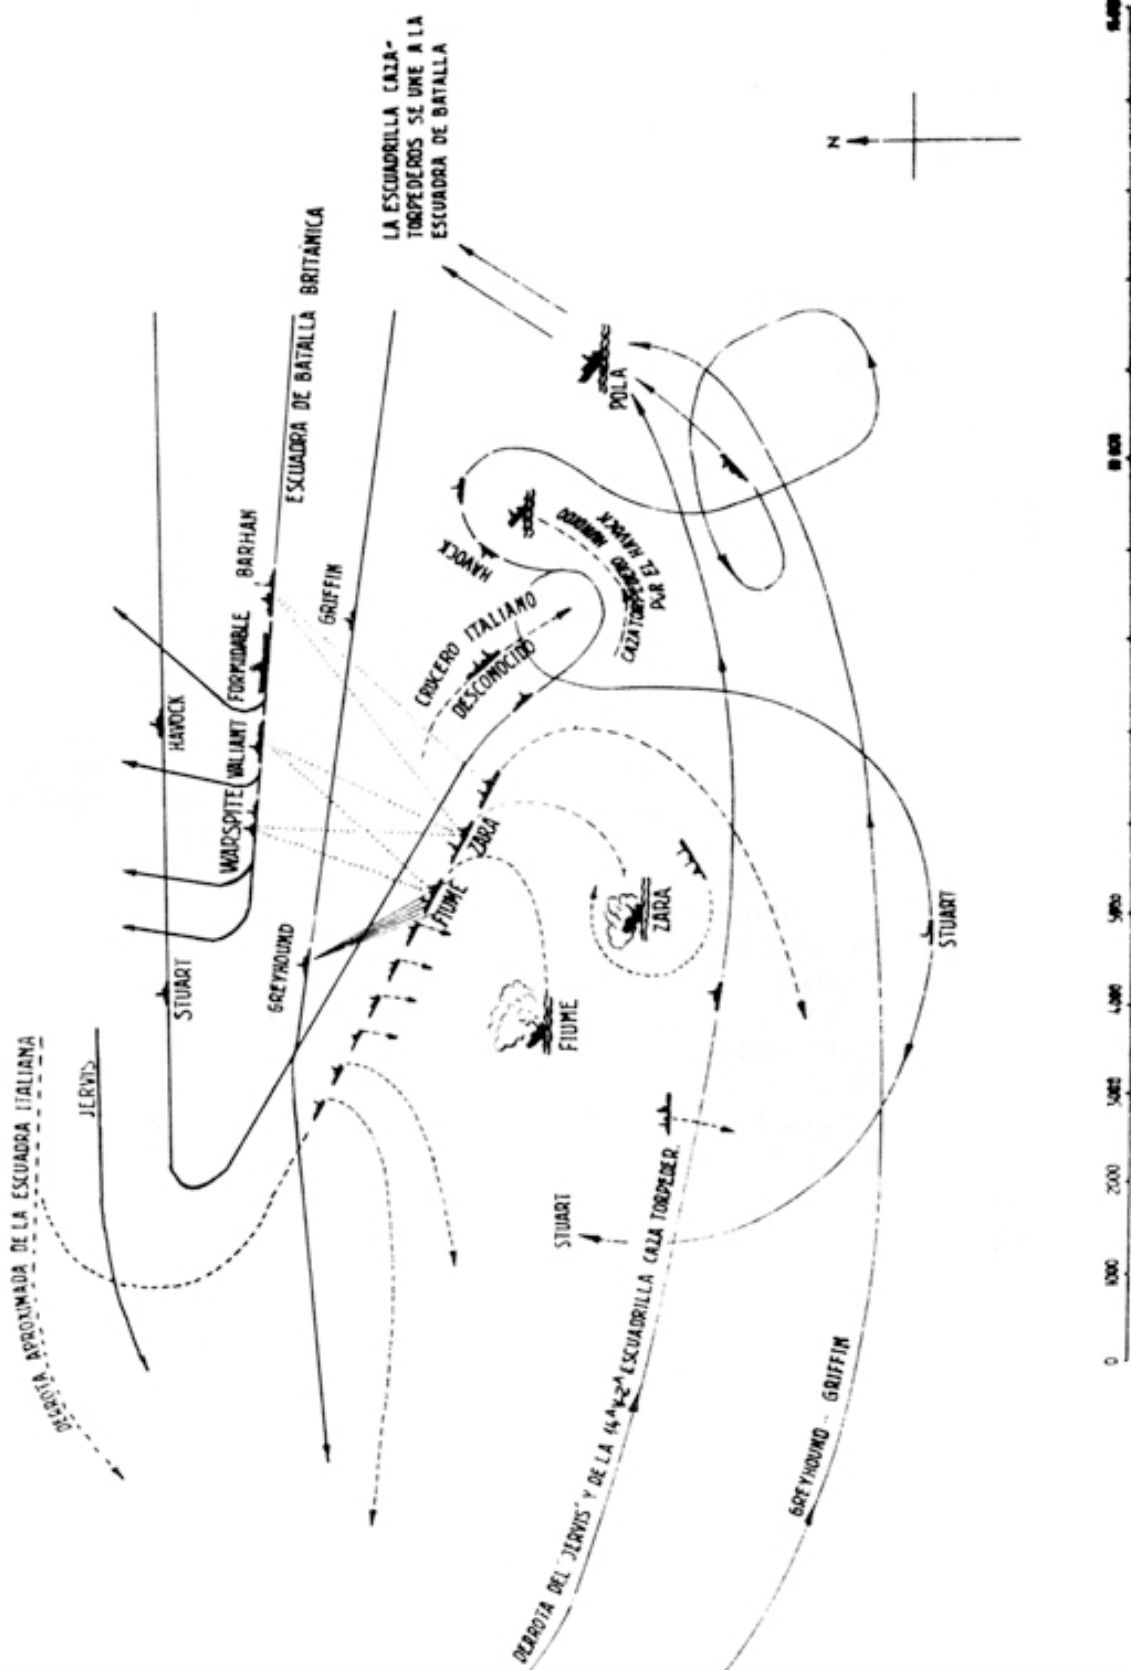 LA ESCUADRILLA CAZA-
TORPEDEROS SE UNE A LA
ESCUADRA DE BATALLA
N
ESCUADRA DE BATALLA BRITANICA
BARHAN
FORMIDABLE
VALIANT
WARSPITE
HAVOCK
STUART
JERVIS
GRIFFIN
GREYHOUND
DERROTA APROXIMADA DE LA ESCUADRA ITALIANA
POLA
HAVOCK
CAZATORPEDERO HUNDIDO
POR EL HAVOCK
CRUCERO ITALIANO
DESCONOCIDO
ZARA
FIUME
ZARA
FIUME
STUART
STUART
DERROTA DEL "JERVIS" Y DE LA 14ª Y 2ª ESCUADRILLA CAZA TORPEDER.
GREYHOUND - GRIFFIN
0
1000
2000
3000
4000
5000